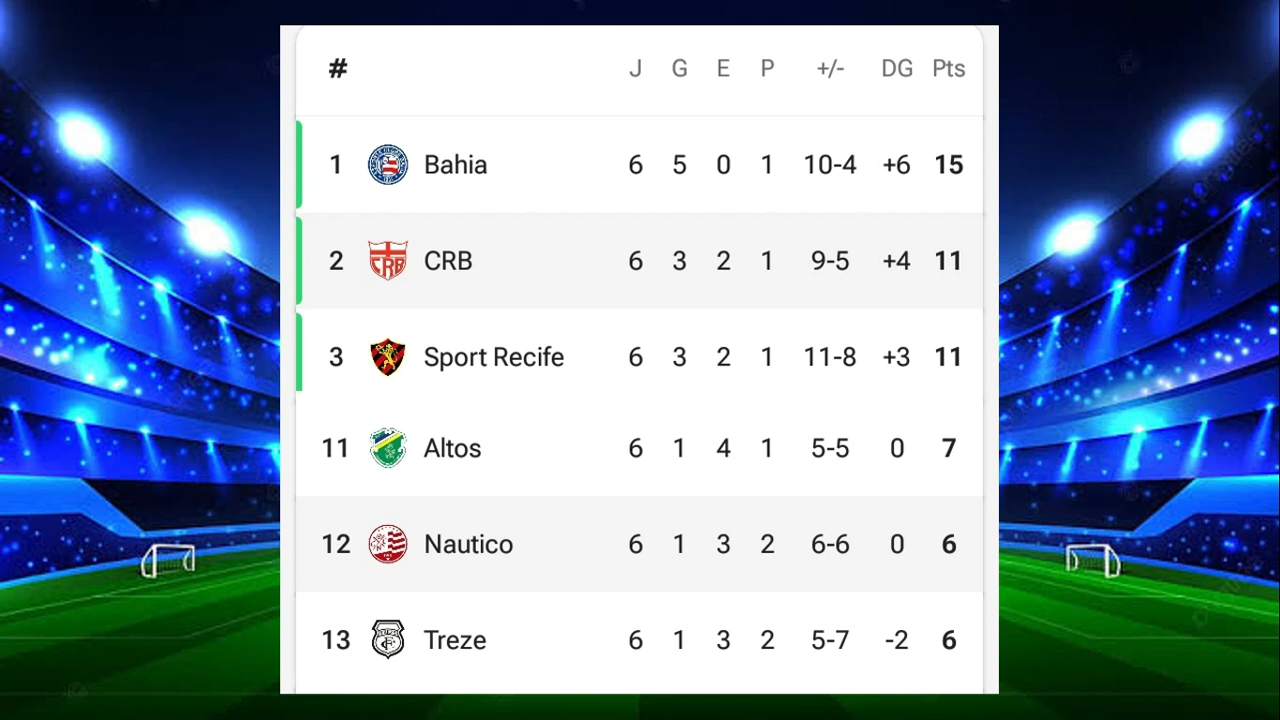 # J G E P +/- DG Pts
1 Bahia 6 5 0 1 10-4 +6 15
2 CRB CRB 6 3 2 1 9-5 +4 11
3 Sport Recife 6 3 2 1 11-8 +3 11
11 Altos 6 1 4 1 5-5 0 7
12 Nautico 6 1 3 2 6-6 0 6
13 Treze 6 1 3 2 5-7 -2 6